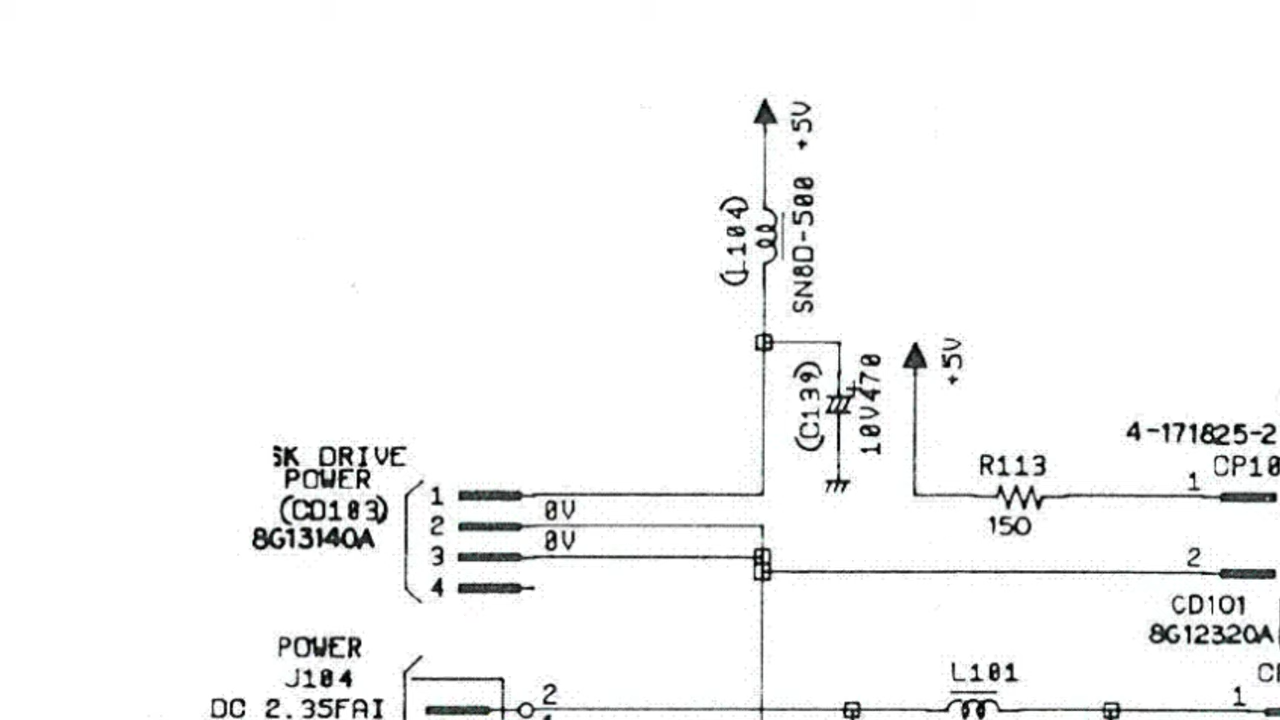 +5V
(L104)
SN8D-500
(C139)
10V470
+5V
4-171825-2
SK DRIVE
POWER
(CD103)
8G13140A
1
2
3
4
0V
0V
R113
150
1
CP10
2
CD101
8G12320A
POWER
J104
DC 2.35FAI
2
L101
1